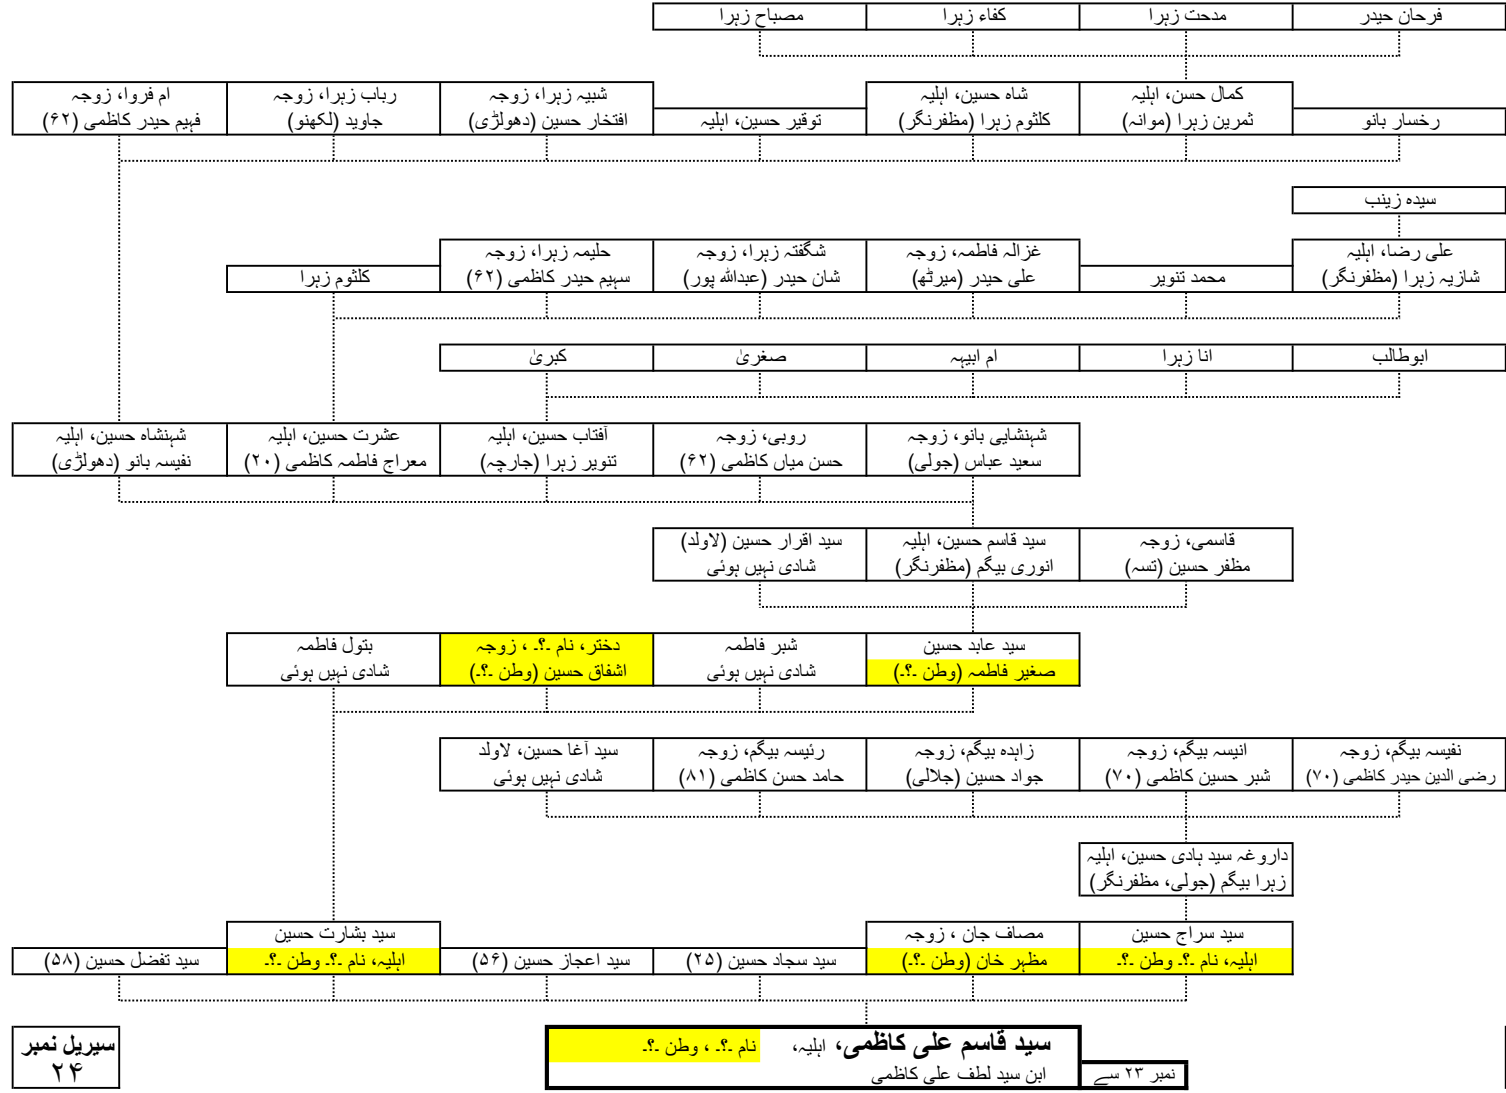 فرحان حیدر
مدحت زہرا
کفاء زہرا
مصباح زہرا
رخسار بانو
کمال حسن، اہلیہ
ثمرین زہرا (موانہ)
شاہ حسین، اہلیہ
کلثوم زہرا (مظفرنگر)
توقیر حسین، اہلیہ
شبیہ زہرا، زوجہ
افتخار حسین (دھولڑی)
رباب زہرا، زوجہ
جاوید (لکھنو)
ام فروا، زوجہ
فہیم حیدر کاظمی (۶۲)
سیدہ زینب
علی رضا، اہلیہ
شازیہ زہرا (مظفرنگر)
محمد تنویر
غزالہ فاطمہ، زوجہ
علی حیدر (میرٹھ)
شگفتہ زہرا، زوجہ
شان حیدر (عبداللہ پور)
حلیمہ زہرا، زوجہ
سہیم حیدر کاظمی (۶۲)
کلثوم زہرا
ابوطالب
انا زہرا
ام ابیہہ
صغریٰ
کبریٰ
شہنشایی بانو، زوجہ
سعید عباس (جولی)
روبی، زوجہ
حسن میاں کاظمی (۶۲)
آفتاب حسین، اہلیہ
تنویر زہرا (جارچہ)
عشرت حسین، اہلیہ
معراج فاطمہ کاظمی (۲۰)
شہنشاہ حسین، اہلیہ
نفیسہ بانو (دھولڑی)
قاسمی، زوجہ
مظفر حسین (تسہ)
سید قاسم حسین، اہلیہ
انوری بیگم (مظفرنگر)
سید اقرار حسین (لاولد)
شادی نہیں ہوئی
سید عابد حسین
صغیر فاطمہ (وطن ۔؟۔)
شبر فاطمہ
شادی نہیں ہوئی
دختر، نام ۔؟۔ ، زوجہ
اشفاق حسین (وطن ۔؟۔)
بتول فاطمہ
شادی نہیں ہوئی
نفیسہ بیگم، زوجہ
رضی الدین حیدر کاظمی (۷۰)
انیسہ بیگم، زوجہ
شبر حسین کاظمی (۷۰)
زاہدہ بیگم، زوجہ
جواد حسین (جلالی)
رئیسہ بیگم، زوجہ
حامد حسن کاظمی (۸۱)
سید آغا حسین، لاولد
شادی نہیں ہوئی
داروغہ سید ہادی حسین، اہلیہ
زہرا بیگم (جولی، مظفرنگر)
سید سراج حسین
اہلیہ، نام ۔؟۔ وطن ۔؟۔
مصاف جان ، زوجہ
مظہر خان (وطن ۔؟۔)
سید سجاد حسین (۲۵)
سید اعجاز حسین (۵۶)
سید بشارت حسین
اہلیہ، نام ۔؟۔ وطن ۔؟۔
سید تفضل حسین (۵۸)
نمبر ۲۳ سے
سید قاسم علی کاظمی، اہلیہ، نام ۔؟۔ ، وطن ۔؟۔
ابن سید لطف علی کاظمی
سیریل نمبر
۲۴